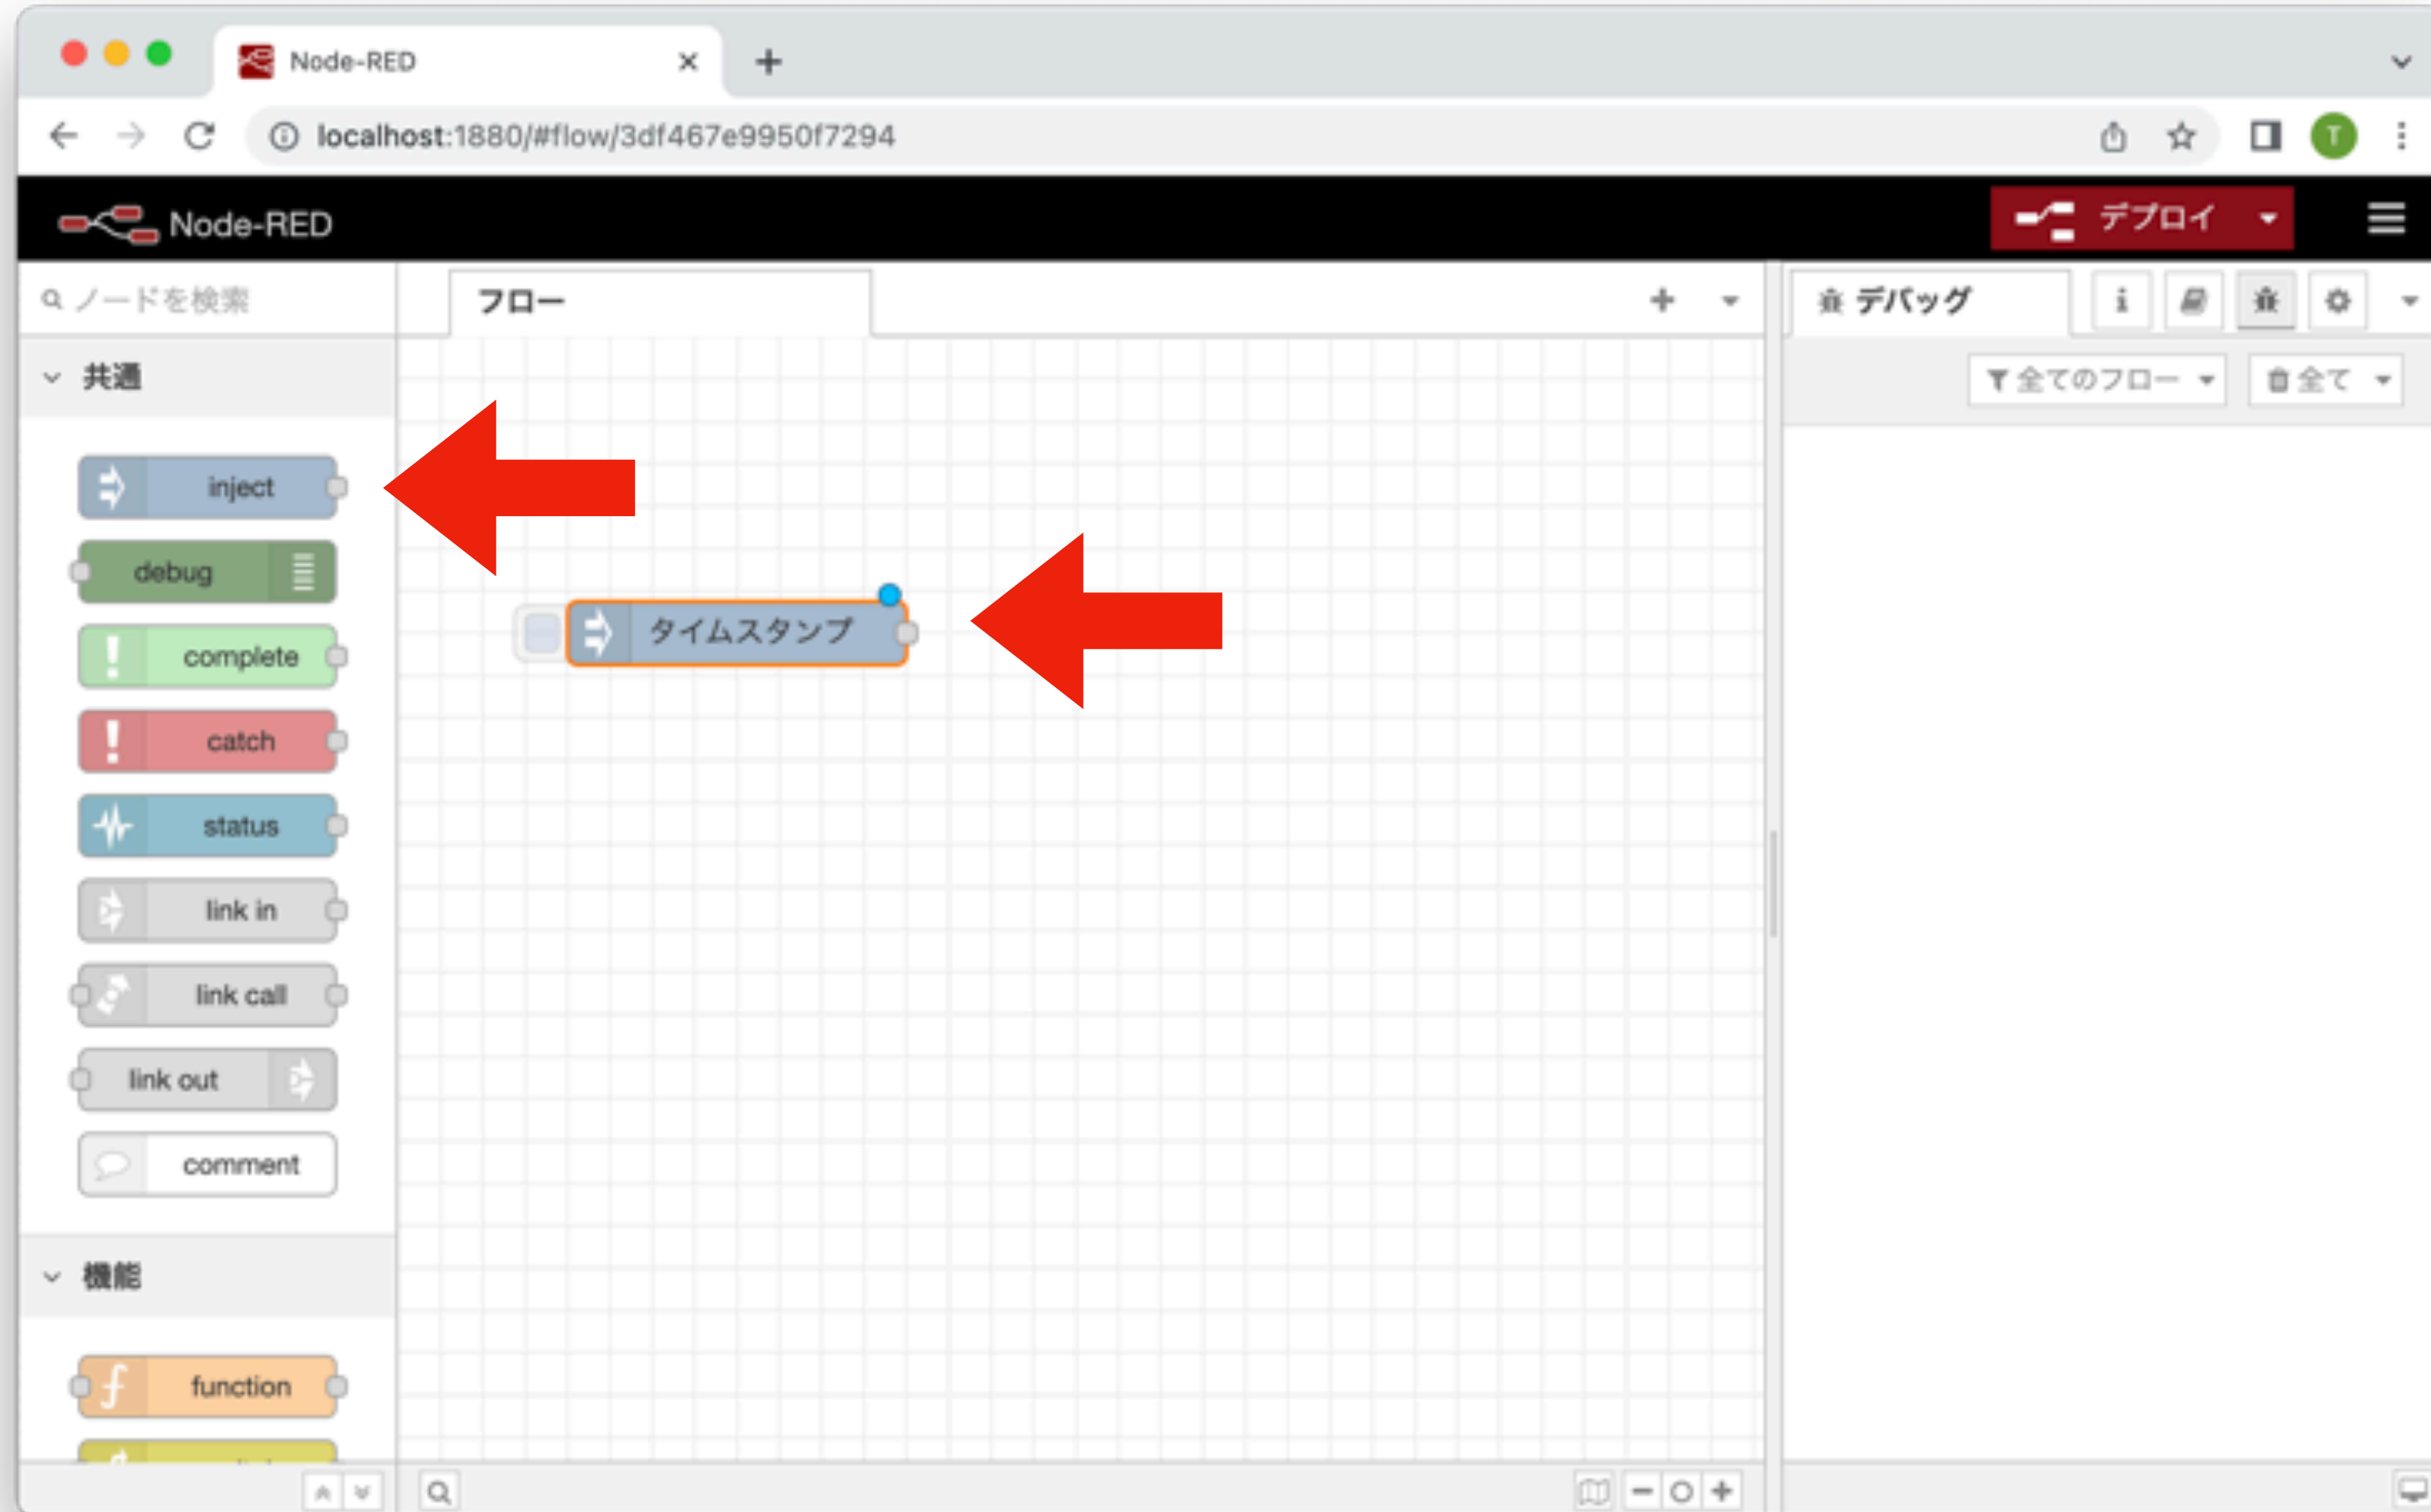 Node-RED
localhost:1880/#flow/3df467e9950f7294
T
Node-RED
デプロイ
ノードを検索
フロー
デバッグ
共通
全てのフロー
全て
inject
debug
complete
タイムスタンプ
catch
status
link in
link call
link out
comment
機能
function